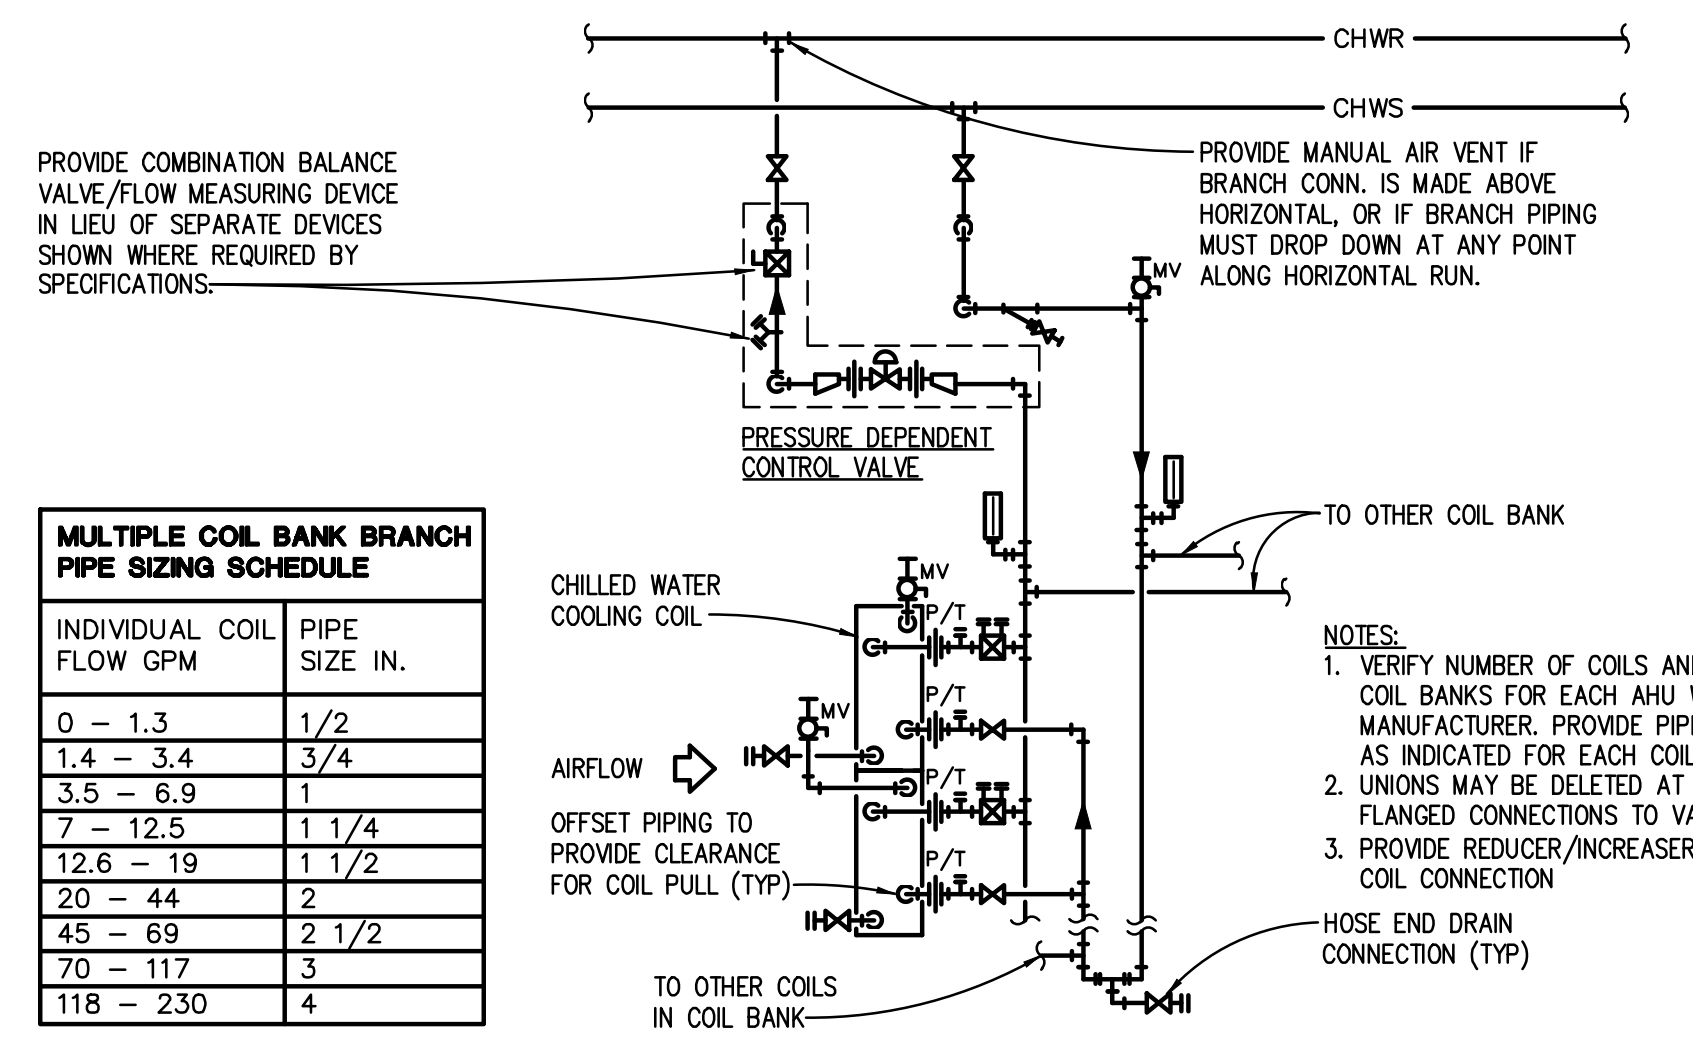 CHWR
CHWS
PROVIDE COMBINATION BALANCE
VALVE/FLOW MEASURING DEVICE
IN LIEU OF SEPARATE DEVICES
SHOWN WHERE REQUIRED BY
SPECIFICATIONS.
PROVIDE MANUAL AIR VENT IF
BRANCH CONN. IS MADE ABOVE
HORIZONTAL, OR IF BRANCH PIPING
MUST DROP DOWN AT ANY POINT
ALONG HORIZONTAL RUN.
MV
PRESSURE DEPENDENT
CONTROL VALVE
TO OTHER COIL BANK
MULTIPLE COIL BANK BRANCH
PIPE SIZING SCHEDULE
INDIVIDUAL COIL
FLOW GPM
PIPE
SIZE IN.
0 – 1.3 1/2
1.4 – 3.4 3/4
3.5 – 6.9 1
7 – 12.5 1 1/4
12.6 – 19 1 1/2
20 – 44 2
45 – 69 2 1/2
70 – 117 3
118 – 230 4
CHILLED WATER
COOLING COIL
MV
P/T
P/T
MV
AIRFLOW
P/T
OFFSET PIPING TO
PROVIDE CLEARANCE
FOR COIL PULL (TYP)
P/T
TO OTHER COILS
IN COIL BANK
NOTES:
1. VERIFY NUMBER OF COILS
COIL BANKS FOR EACH AHU
MANUFACTURER. PROVIDE
AS INDICATED FOR EACH COIL
2. UNIONS MAY BE DELETED AT
FLANGED CONNECTIONS TO
3. PROVIDE REDUCER/INCREASER
COIL CONNECTION
HOSE END DRAIN
CONNECTION (TYP)